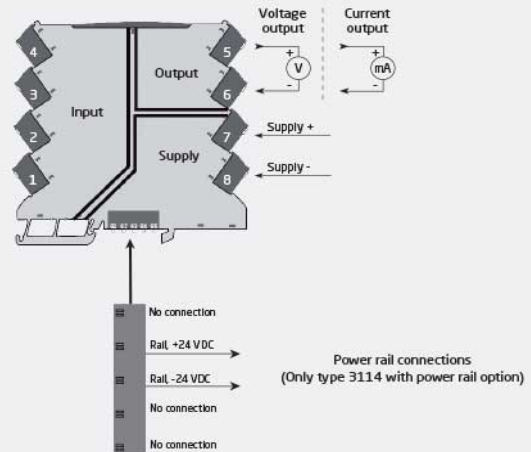 Voltage
output
Current
output
4
5
+
+
V
mA
Output
3
6
-
-
Input
2
7
Supply +
Supply
1
8
Supply -
No connection
Rail, +24 VDC
Rail, -24 VDC
No connection
No connection
Power rail connections
(Only type 3114 with power rail option)